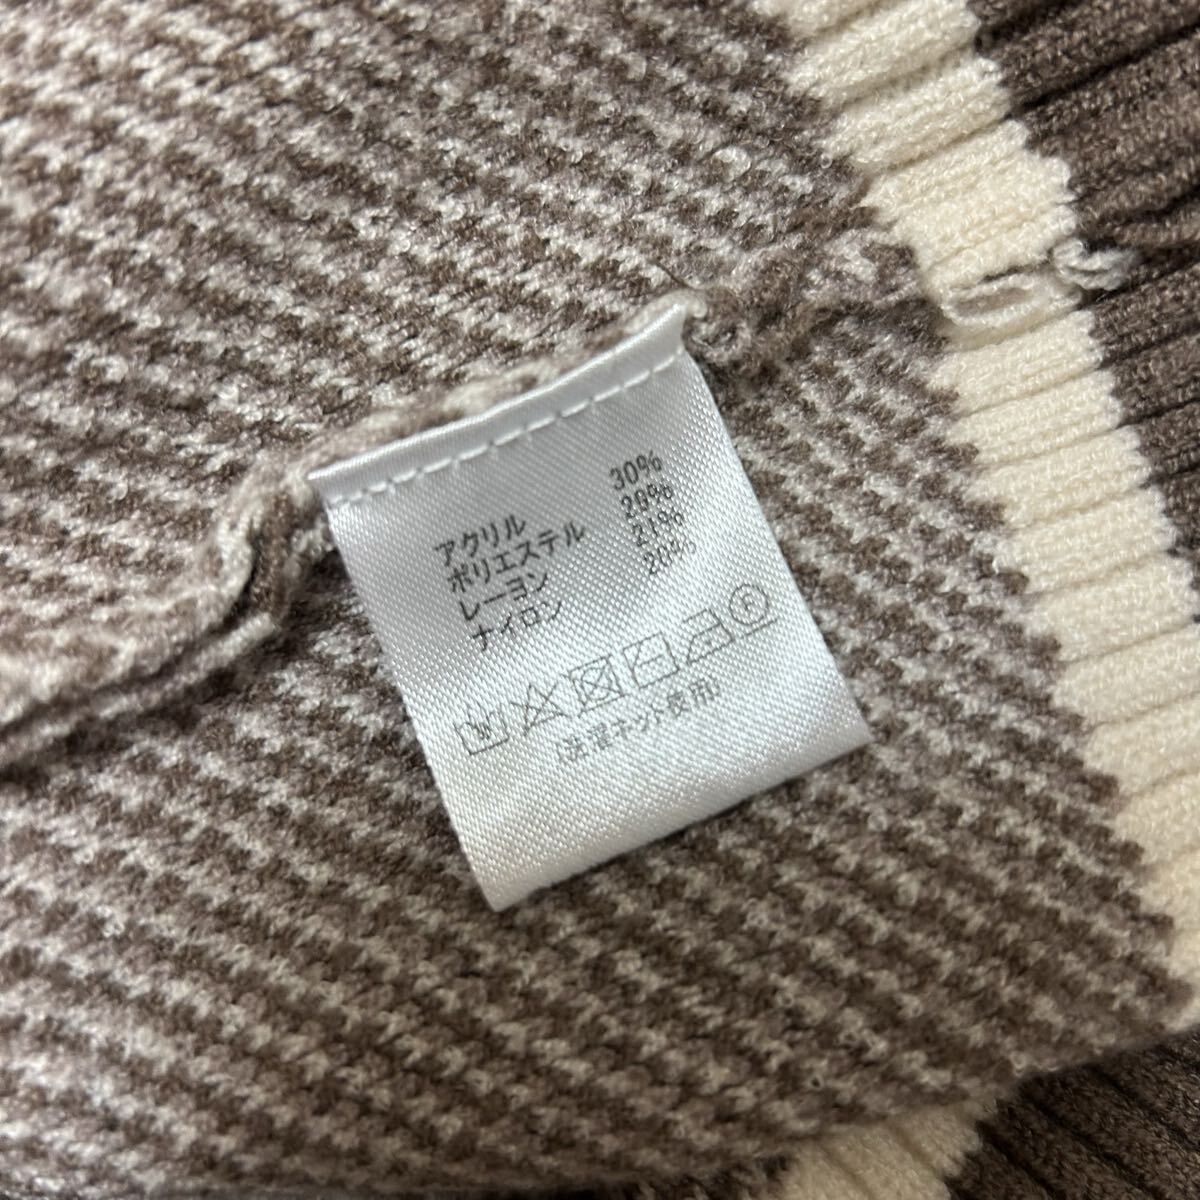 アクリル 30%
ポリエステル 29%
レーヨン 21%
ナイロン 20%
F
(洗濯ネット使用)